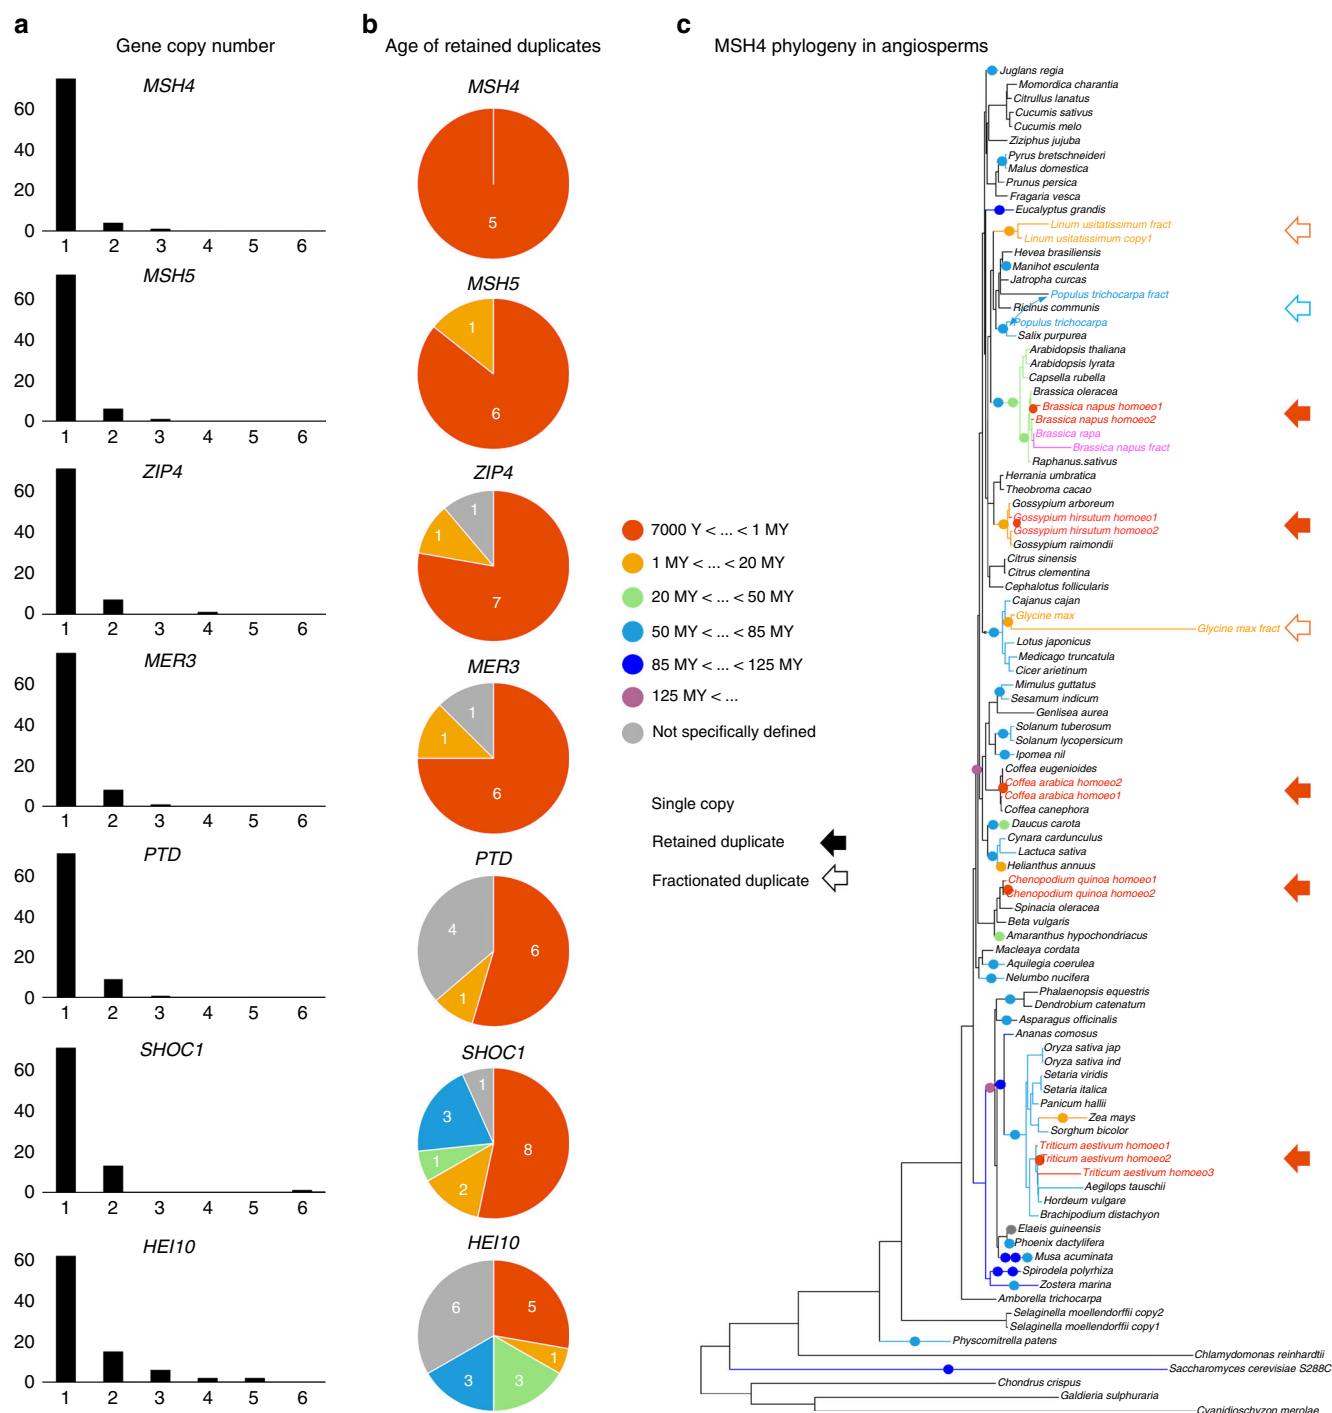 a
Gene copy number
MSH4
60
40
20
0
1 2 3 4 5 6
MSH5
60
40
20
0
1 2 3 4 5 6
ZIP4
60
40
20
0
1 2 3 4 5 6
MER3
60
40
20
0
1 2 3 4 5 6
PTD
60
40
20
0
1 2 3 4 5 6
SHOC1
60
40
20
0
1 2 3 4 5 6
HEI10
60
40
20
0
1 2 3 4 5 6
b
Age of retained duplicates
MSH4
5
MSH5
1
6
ZIP4
1
1
7
MER3
1
1
6
PTD
4
6
1
SHOC1
1
3
8
1
2
HEI10
6
5
1
3
3
7000 Y < ... < 1 MY
1 MY < ... < 20 MY
20 MY < ... < 50 MY
50 MY < ... < 85 MY
85 MY < ... < 125 MY
125 MY < ...
Not specifically defined
Single copy
Retained duplicate
Fractionated duplicate
c
MSH4 phylogeny in angiosperms
Juglans regia
Momordica charantia
Citrullus lanatus
Cucumis sativus
Cucumis melo
Ziziphus jujuba
Pyrus bretschneideri
Malus domestica
Prunus persica
Fragaria vesca
Eucalyptus grandis
Linum usitatissimum fract
Linum usitatissimum copy1
Hevea brasiliensis
Manihot esculenta
Jatropha curcas
Populus trichocarpa fract
Ricinus communis
Populus trichocarpa
Salix purpurea
Arabidopsis thaliana
Arabidopsis lyrata
Capsella rubella
Brassica oleracea
Brassica napus homoeo1
Brassica napus homoeo2
Brassica rapa
Brassica napus fract
Raphanus.sativus
Herrania umbratica
Theobroma cacao
Gossypium arboreum
Gossypium hirsutum homoeo1
Gossypium hirsutum homoeo2
Gossypium raimondii
Citrus sinensis
Citrus clementina
Cephalotus follicularis
Cajanus cajan
Glycine max
Glycine max fract
Lotus japonicus
Medicago truncatula
Cicer arietinum
Mimulus guttatus
Sesamum indicum
Genlisea aurea
Solanum tuberosum
Solanum lycopersicum
Ipomea nil
Coffea eugenioides
Coffea arabica homoeo2
Coffea arabica homoeo1
Coffea canephora
Daucus carota
Cynara cardunculus
Lactuca sativa
Helianthus annuus
Chenopodium quinoa homoeo1
Chenopodium quinoa homoeo2
Spinacia oleracea
Beta vulgaris
Amaranthus hypochondriacus
Macleaya cordata
Aquilegia coerulea
Nelumbo nucifera
Phalaenopsis equestris
Dendrobium catenatum
Asparagus officinalis
Ananas comosus
Oryza sativa jap
Oryza sativa ind
Setaria viridis
Setaria italica
Panicum hallii
Zea mays
Sorghum bicolor
Triticum aestivum homoeo1
Triticum aestivum homoeo2
Triticum aestivum homoeo3
Aegilops tauschii
Hordeum vulgare
Brachipodium distachyon
Elaeis guineensis
Phoenix dactylifera
Musa acuminata
Spirodela polyrhiza
Zostera marina
Amborella trichocarpa
Selaginella moellendorffii copy2
Selaginella moellendorffii copy1
Physcomitrella patens
Chlamydomonas reinhardtii
Saccharomyces cerevisiae S288C
Chondrus crispus
Galdieria sulphuraria
Cyanidioschyzon merolae